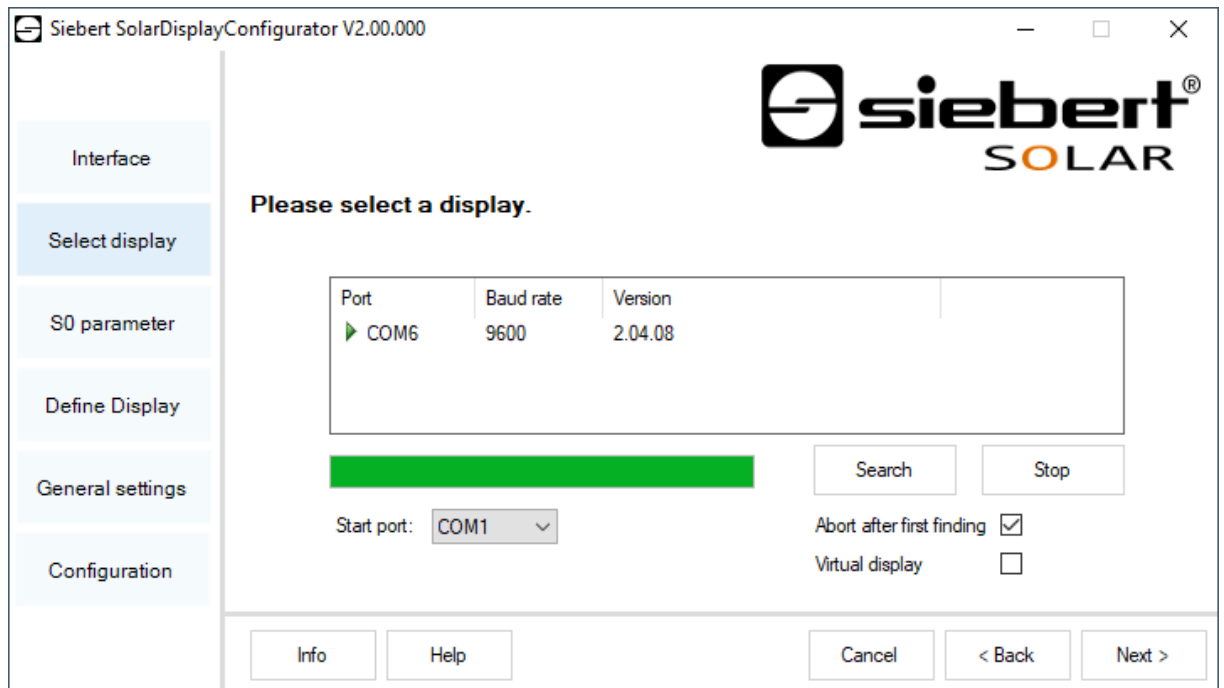 Siebert SolarDisplayConfigurator V2.00.000
siebert®
SOLAR
Interface
Select display
S0 parameter
Define Display
General settings
Configuration
Please select a display.
Port Baud rate Version
COM6 9600 2.04.08
Search Stop
Start port: COM1 Abort after first finding
Virtual display
Info Help Cancel < Back Next >